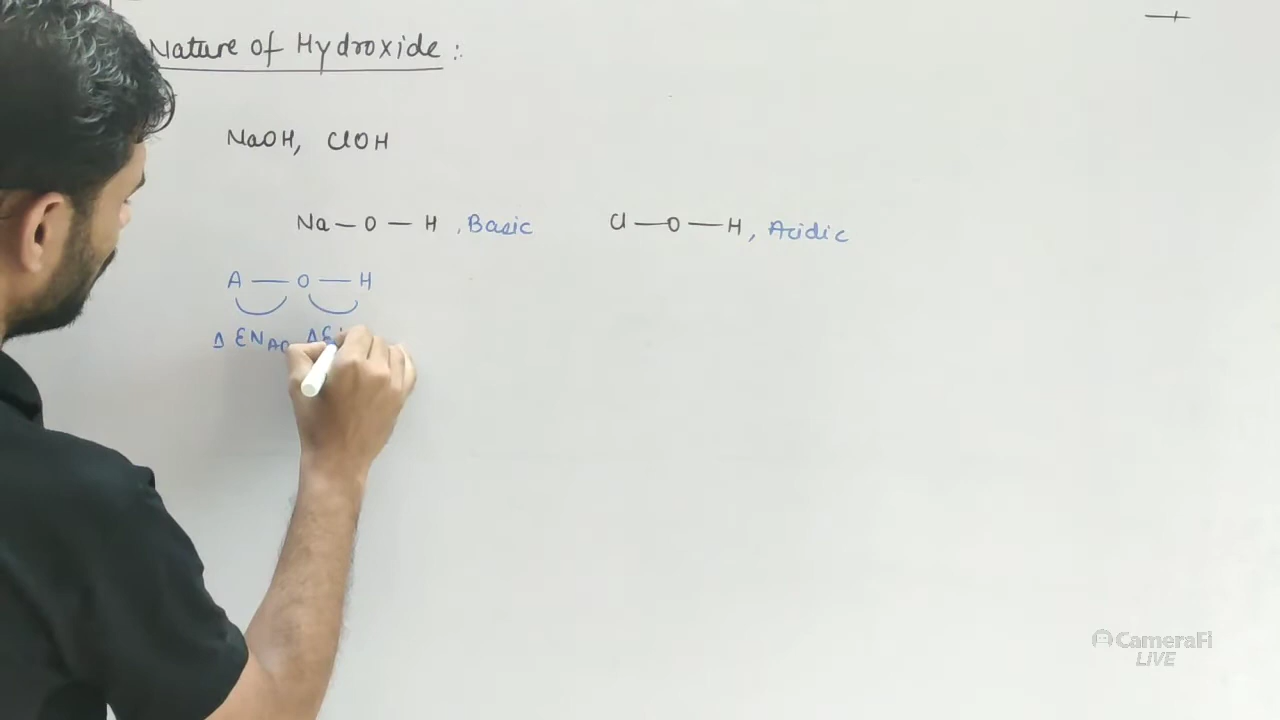 Nature of Hydroxide :
NaOH, ClOH
Na — O — H , Basic
Cl — O — H , Acidic
A — O — H
Δ EN
CameraFi
LIVE